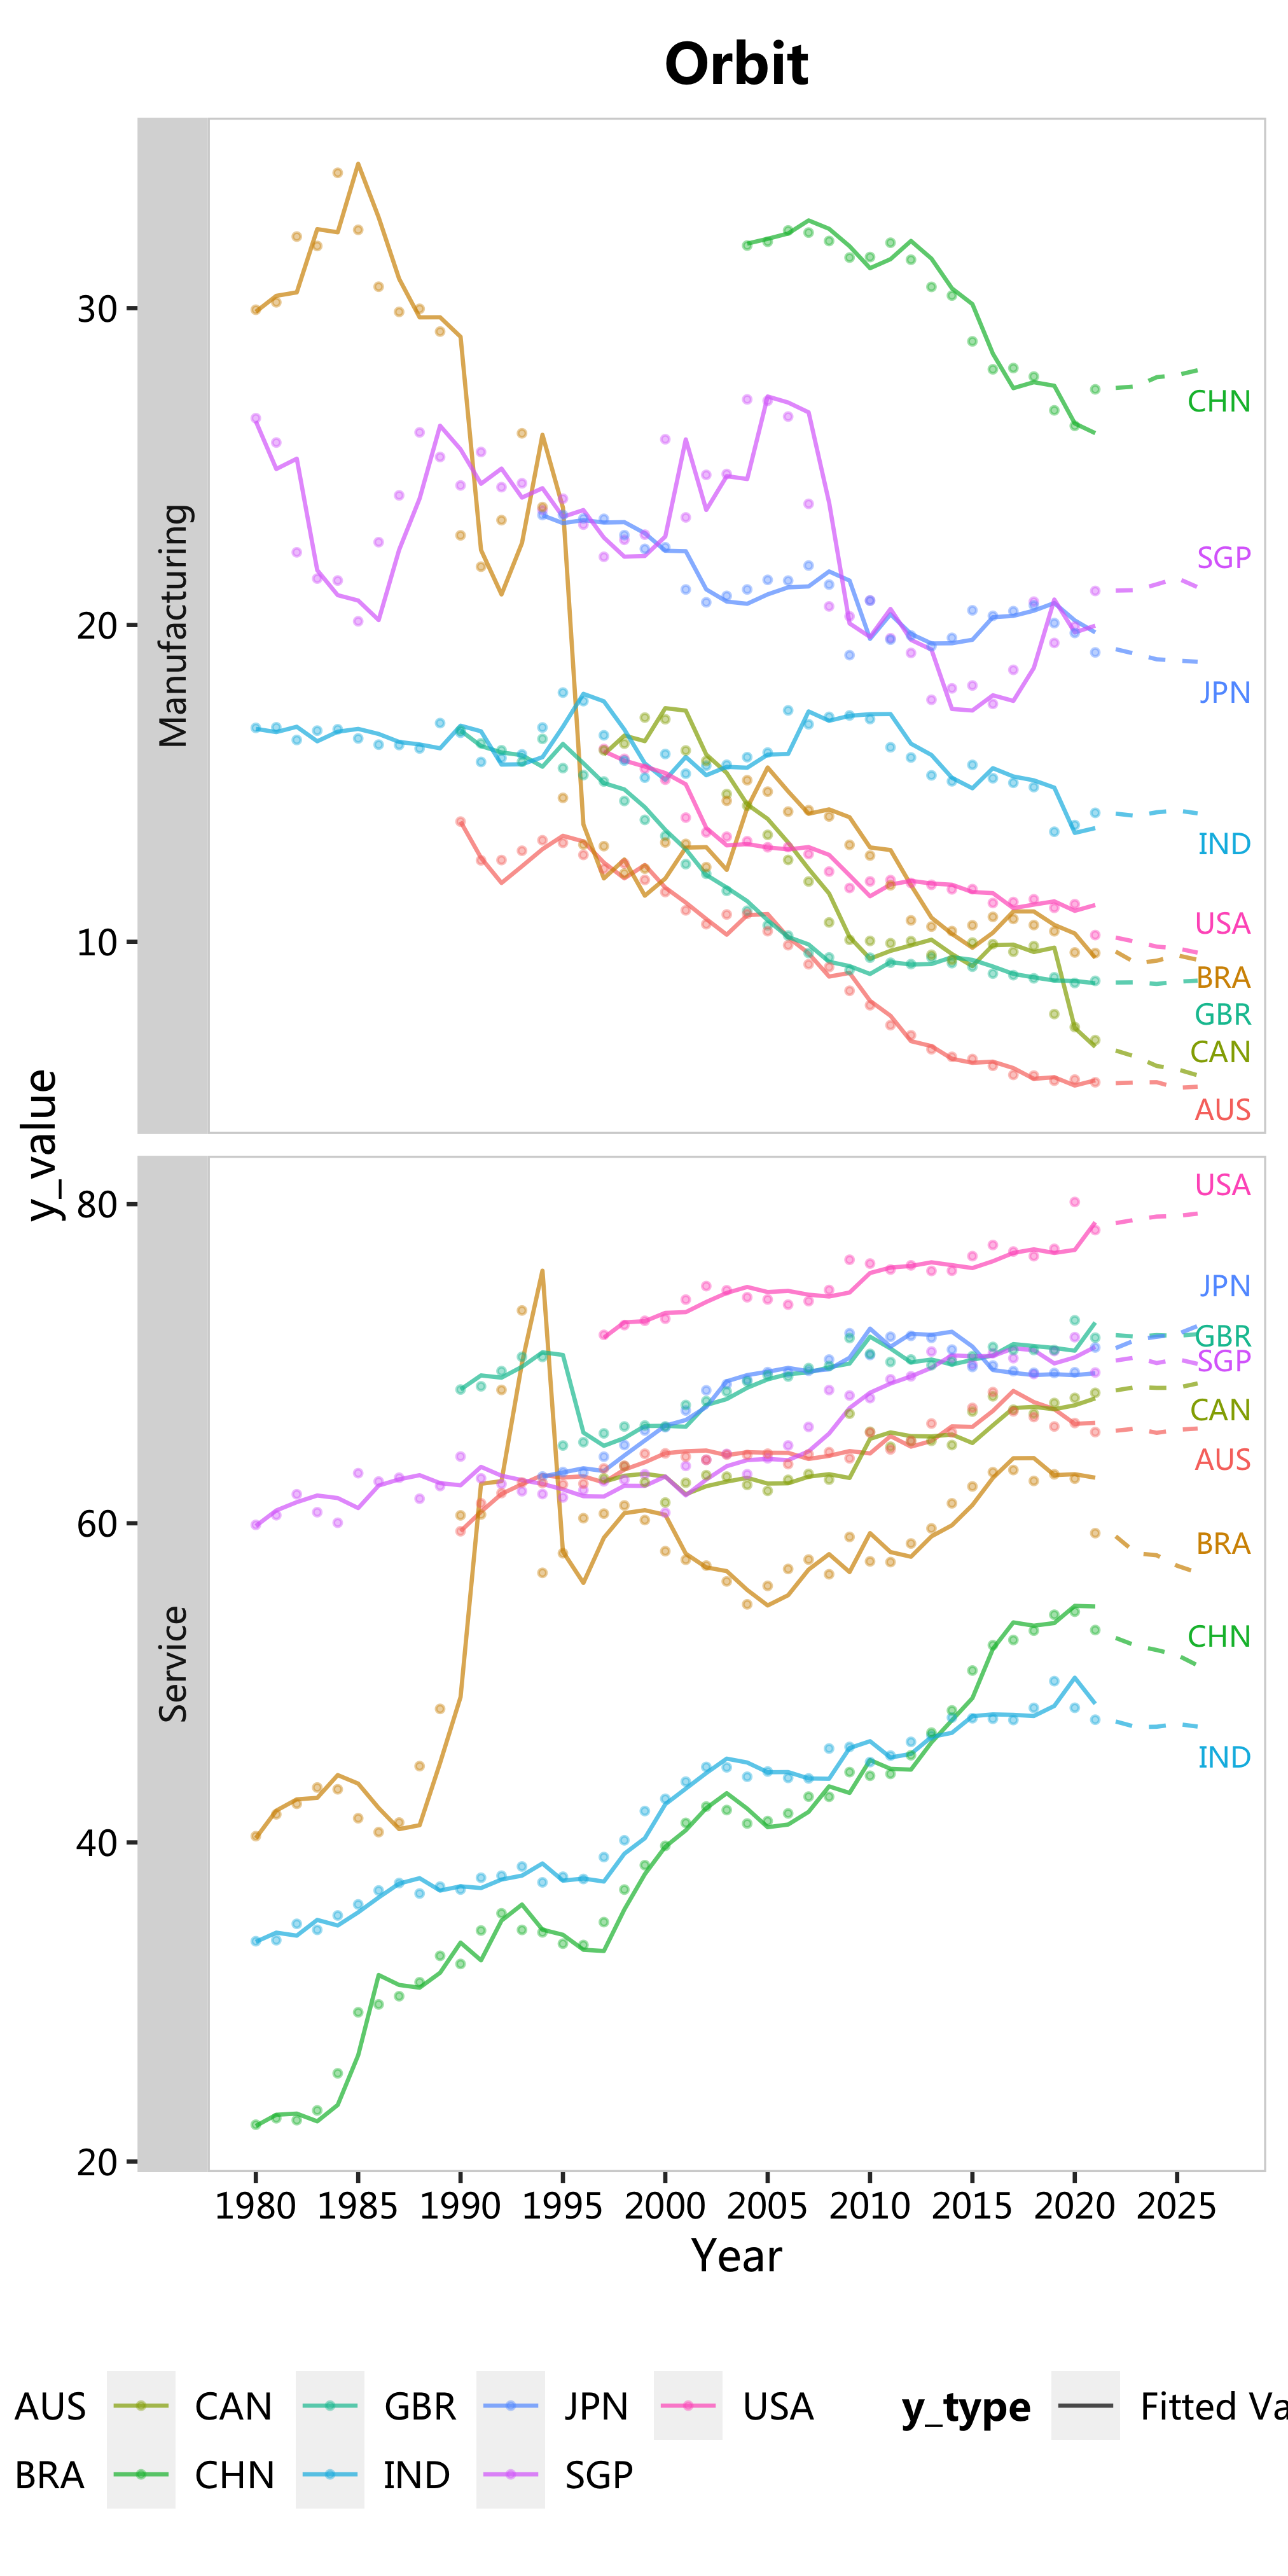 Orbit
y_value
Manufacturing
30
20
10
CHN
SGP
JPN
IND
USA
BRA
GBR
CAN
AUS
Service
80
60
40
20
USA
JPN
GBR
SGP
CAN
AUS
BRA
CHN
IND
1980 1985 1990 1995 2000 2005 2010 2015 2020 2025
Year
AUS CAN GBR JPN USA y_type Fitted Va
BRA CHN IND SGP